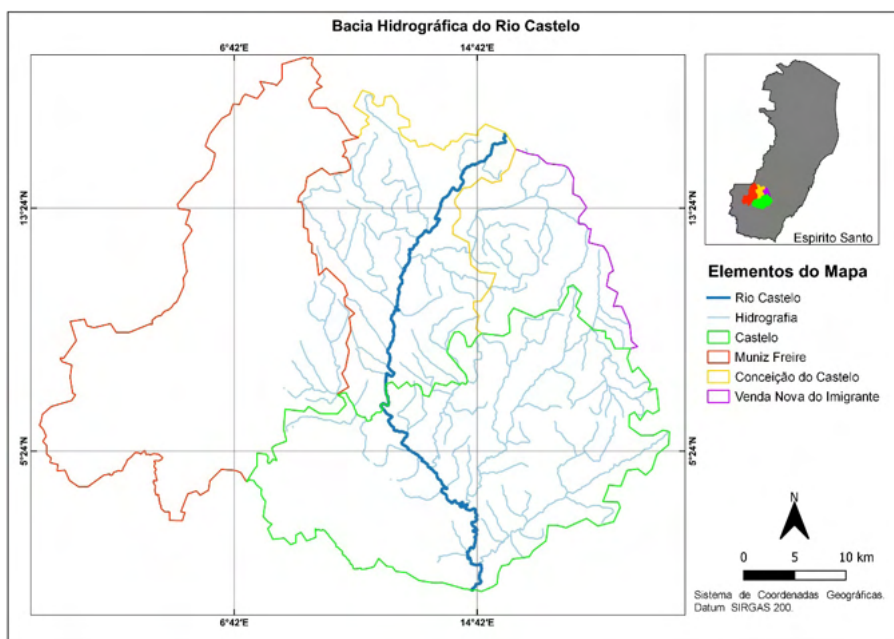 Bacia Hidrográfica do Rio Castelo
6°42'E 14°42'E
13°24'N 13°24'N
5°24'N 5°24'N
6°42'E 14°42'E
Espirito Santo
Elementos do Mapa
Rio Castelo
Hidrografia
Castelo
Muniz Freire
Conceição do Castelo
Venda Nova do Imigrante
N
0 5 10 km
Sistema de Coordenadas Geográficas.
Datum SIRGAS 200.